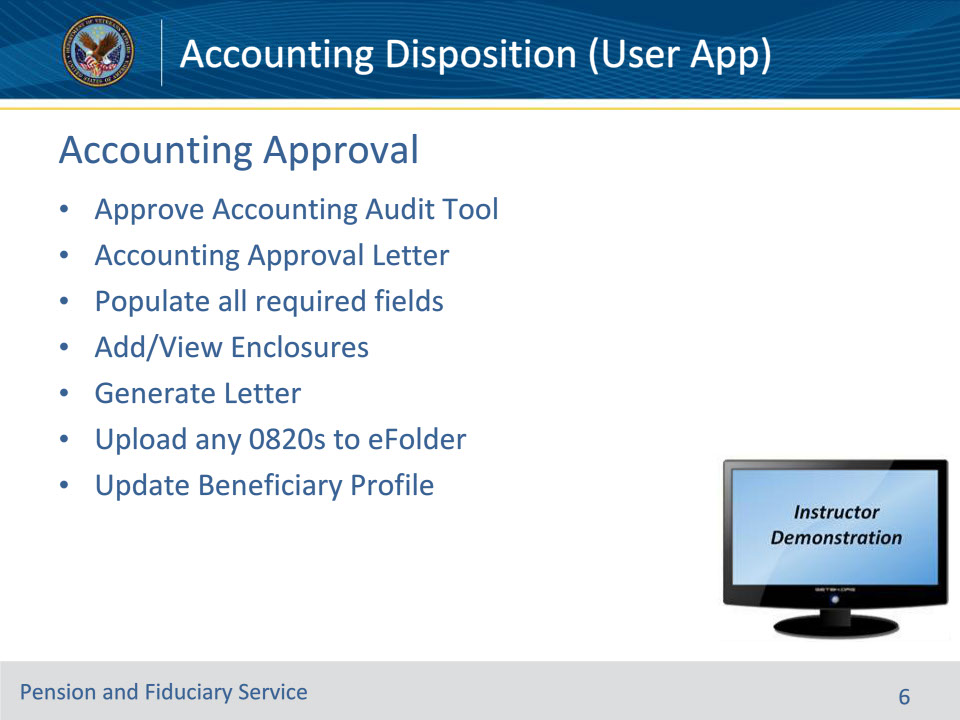 Accounting Disposition (User App)
Accounting Approval
• Approve Accounting Audit Tool
• Accounting Approval Letter
• Populate all required fields
• Add/View Enclosures
• Generate Letter
• Upload any 0820s to eFolder
• Update Beneficiary Profile
Instructor
Demonstration
Pension and Fiduciary Service
6